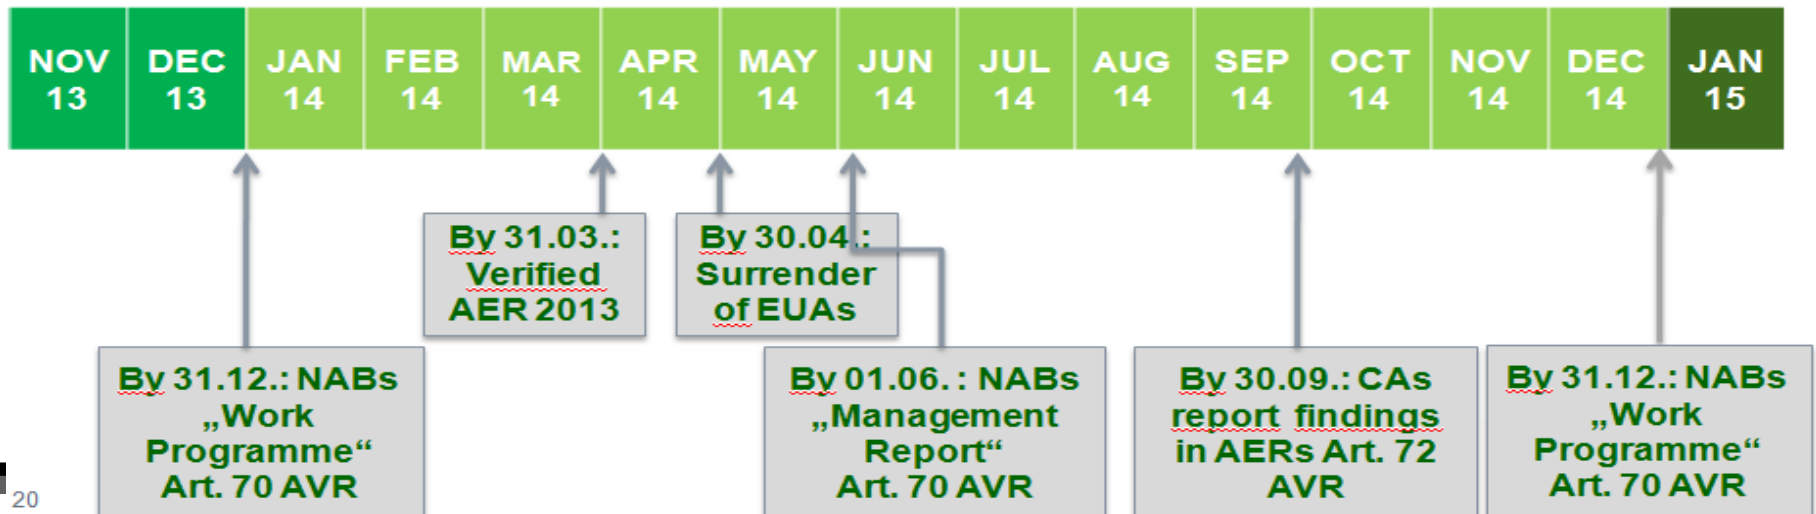 NOV
13
DEC
13
JAN
14
FEB
14
MAR
14
APR
14
MAY
14
JUN
14
JUL
14
AUG
14
SEP
14
OCT
14
NOV
14
DEC
14
JAN
15
By 31.03.:
Verified
AER 2013
By 30.04.:
Surrender
of EUAs
By 31.12.: NABs
„Work
Programme“
Art. 70 AVR
By 01.06. : NABs
„Management
Report“
Art. 70 AVR
By 30.09.: CAs
report findings
in AERs Art. 72
AVR
By 31.12.: NABs
„Work
Programme“
Art. 70 AVR
20